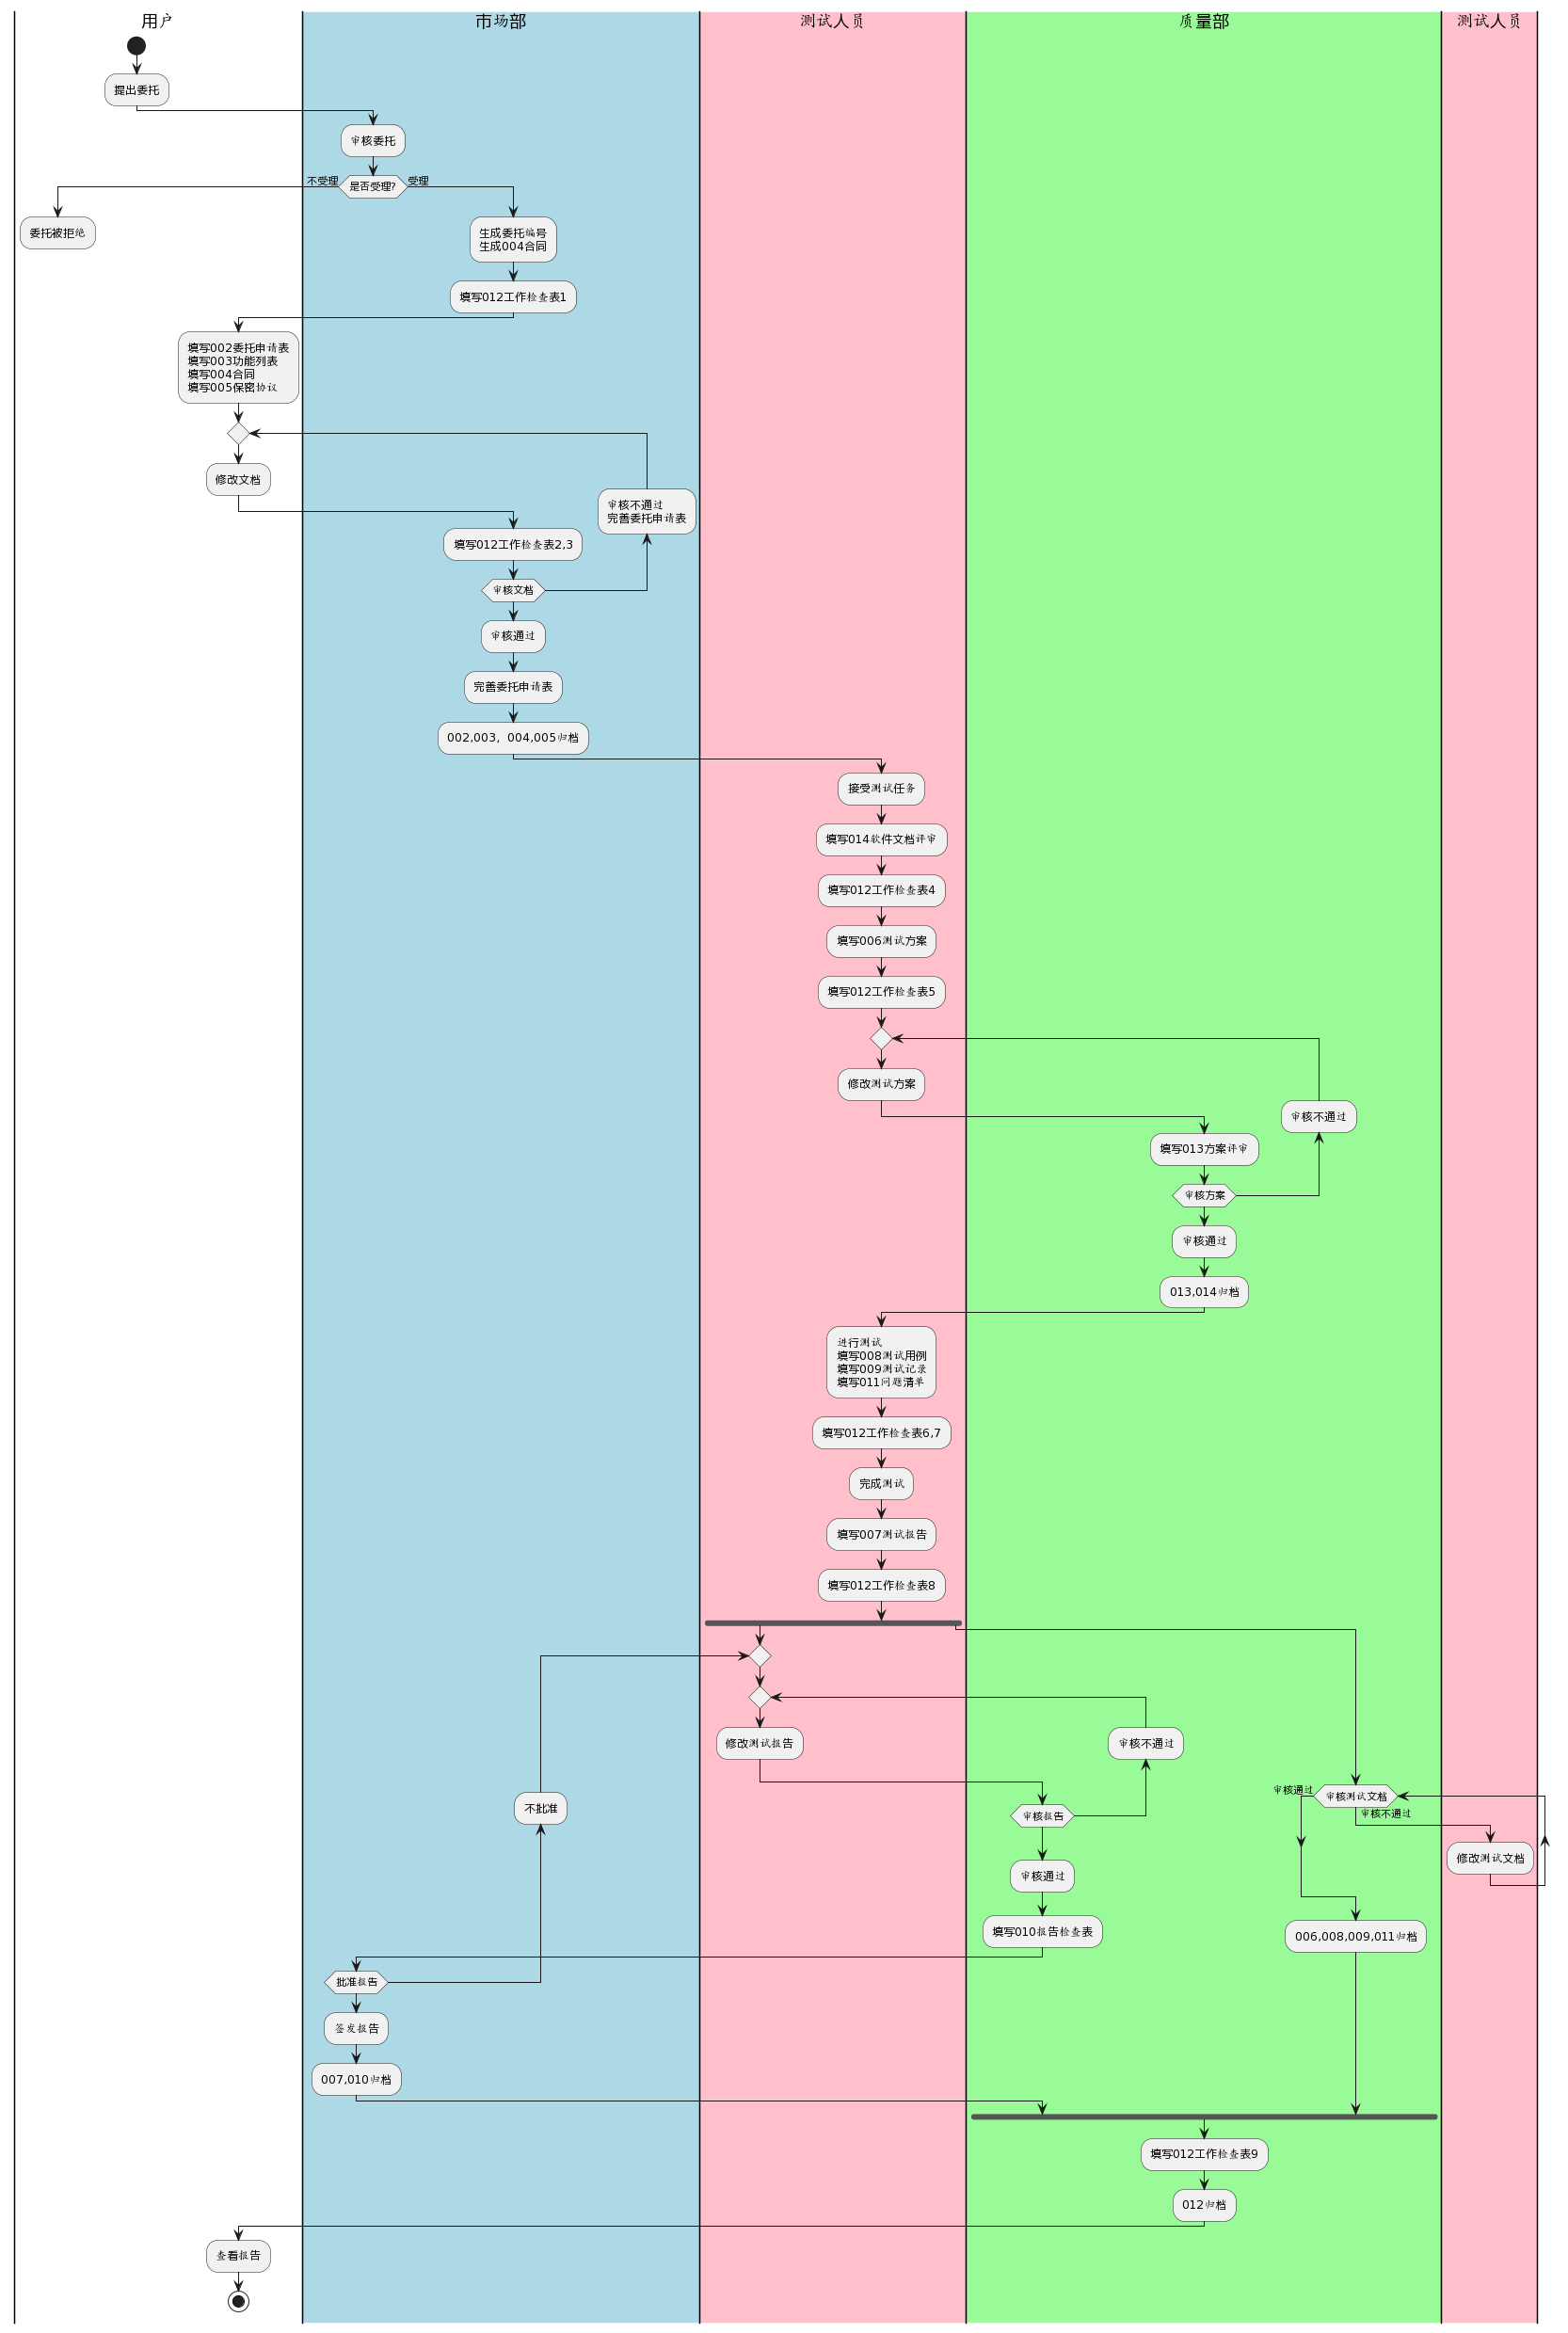 用户
市场部
测试人员
质量部
测试人员
提出委托
审核委托
不受理
是否受理?
受理
委托被拒绝
生成委托编号
生成004合同
填写012工作检查表1
填写002委托申请表
填写003功能列表
填写004合同
填写005保密协议
修改文档
审核不通过
完善委托申请表
填写012工作检查表2,3
审核文档
审核通过
完善委托申请表
002,003，004,005归档
接受测试任务
填写014软件文档评审
填写012工作检查表4
填写006测试方案
填写012工作检查表5
修改测试方案
审核不通过
填写013方案评审
审核方案
审核通过
013,014归档
进行测试
填写008测试用例
填写009测试记录
填写011问题清单
填写012工作检查表6,7
完成测试
填写007测试报告
填写012工作检查表8
修改测试报告
审核不通过
审核通过
审核测试文档
不批准
审核报告
审核不通过
修改测试文档
审核通过
填写010报告检查表
006,008,009,011归档
批准报告
签发报告
007,010归档
填写012工作检查表9
012归档
查看报告